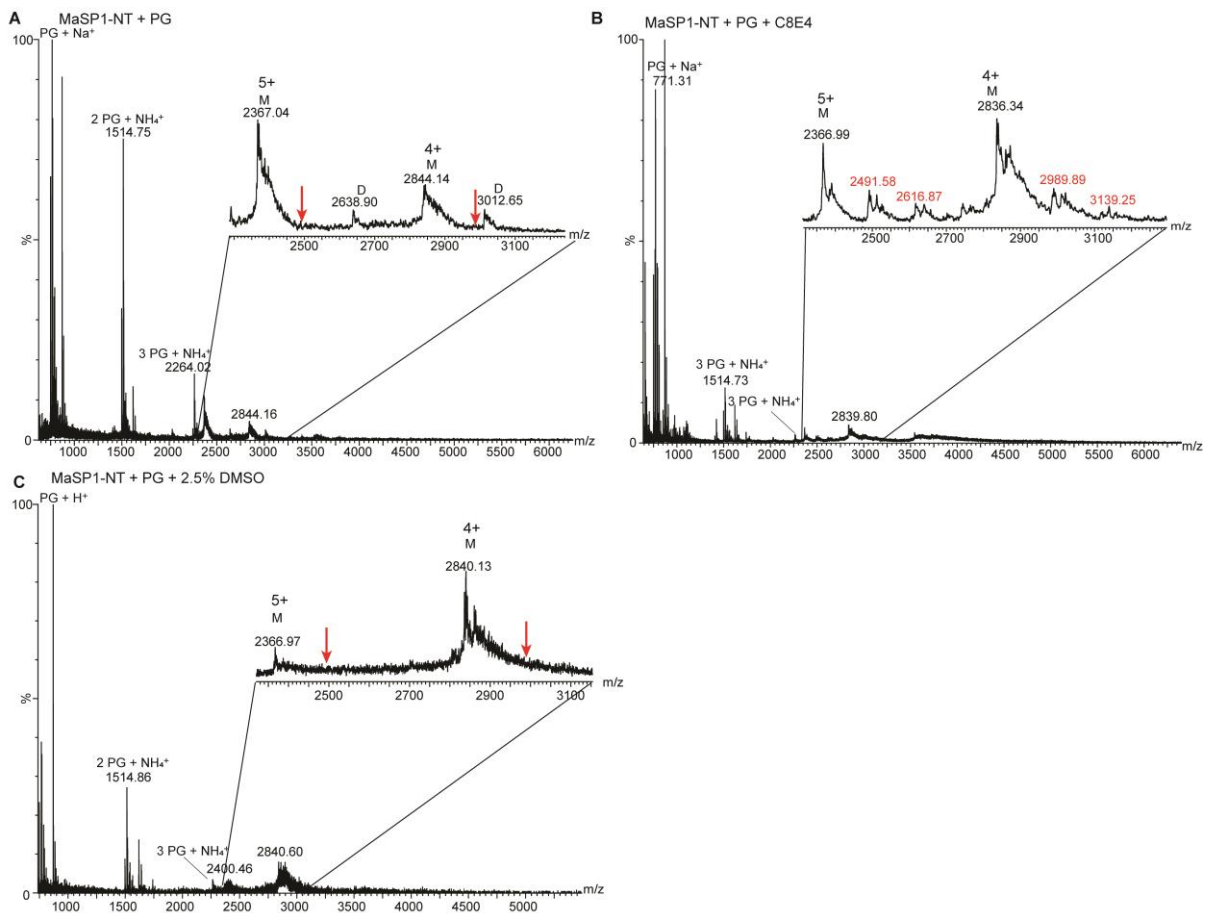 A
MaSP1-NT + PG
PG + Na⁺
100
%
0
2 PG + NH₄⁺
1514.75
3 PG + NH₄⁺
2264.02
2844.16
5+
M
2367.04
D
2638.90
4+
M
2844.14
D
3012.65
2500 2700 2900 3100 m/z
1000 1500 2000 2500 3000 3500 4000 4500 5000 5500 6000 m/z
B
MaSP1-NT + PG + C8E4
100
%
0
PG + Na⁺
771.31
3 PG + NH₄⁺
1514.73
3 PG + NH₄⁺
2839.80
5+
M
2366.99
2491.58
2616.87
4+
M
2836.34
2989.89
3139.25
2500 2700 2900 3100 m/z
1000 1500 2000 2500 3000 3500 4000 4500 5000 5500 6000 m/z
C
MaSP1-NT + PG + 2.5% DMSO
PG + H⁺
100
%
0
2 PG + NH₄⁺
1514.86
3 PG + NH₄⁺
2400.46
2840.60
5+
M
2366.97
4+
M
2840.13
2500 2700 2900 3100 m/z
1000 1500 2000 2500 3000 3500 4000 4500 5000 m/z